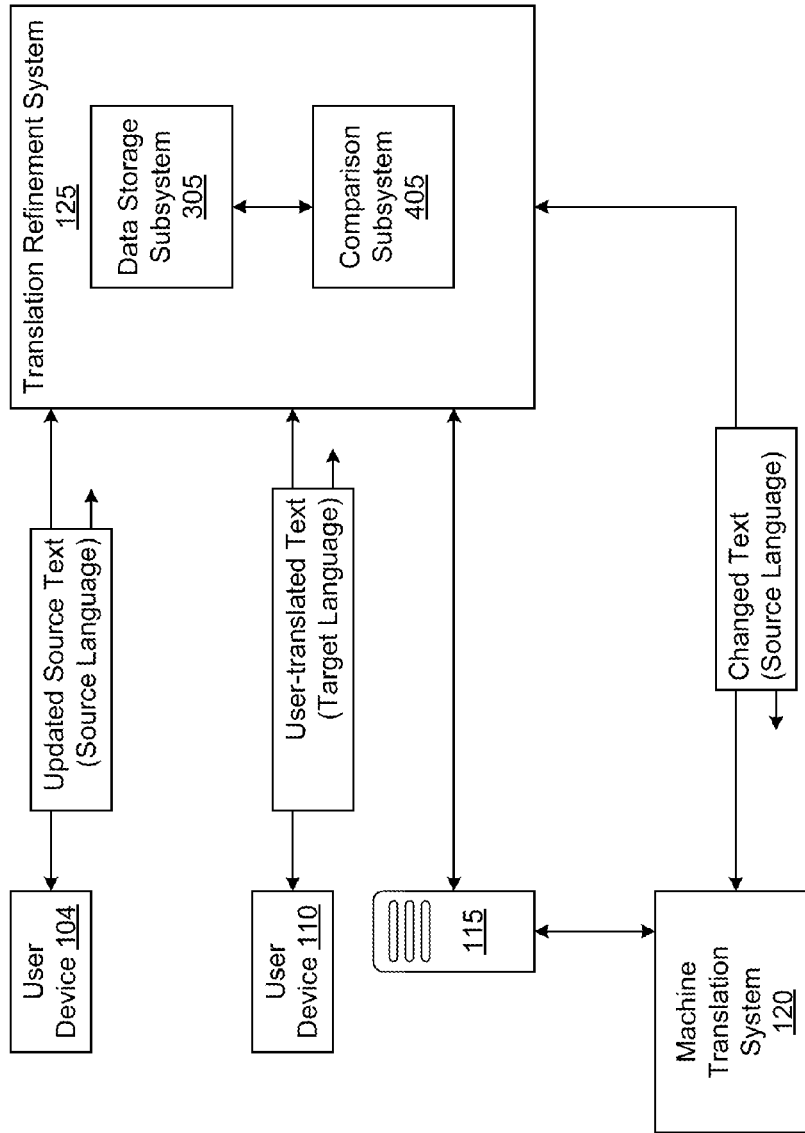 User
Device 104
Updated Source Text
(Source Language)
Translation Refinement System
125
Data Storage
Subsystem
305
Comparison
Subsystem
405
User
Device 110
User-translated Text
(Target Language)
115
Machine
Translation
System
120
Changed Text
(Source Language)